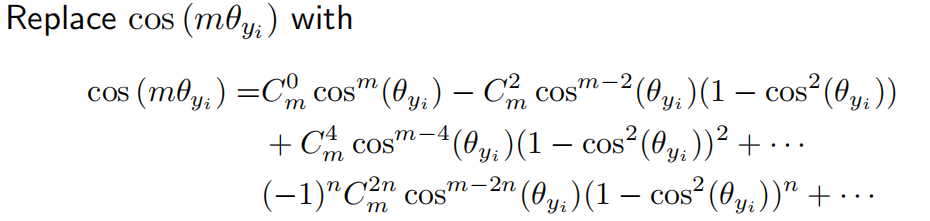 Replace cos (mθ_{y_i}) with
cos (mθ_{y_i}) =C_m^0 cos^m(θ_{y_i}) − C_m^2 cos^{m−2}(θ_{y_i})(1 − cos^2(θ_{y_i}))
+ C_m^4 cos^{m−4}(θ_{y_i})(1 − cos^2(θ_{y_i}))^2 + ⋯
(−1)^n C_m^{2n} cos^{m−2n}(θ_{y_i})(1 − cos^2(θ_{y_i}))^n + ⋯